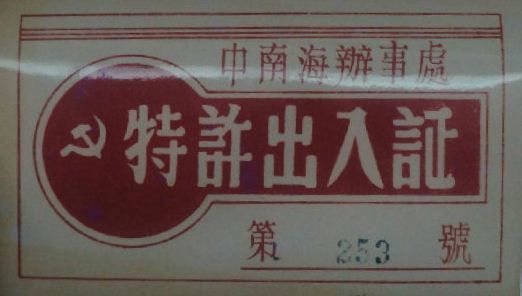 中南海辦事處
特許出入証
第 253 號